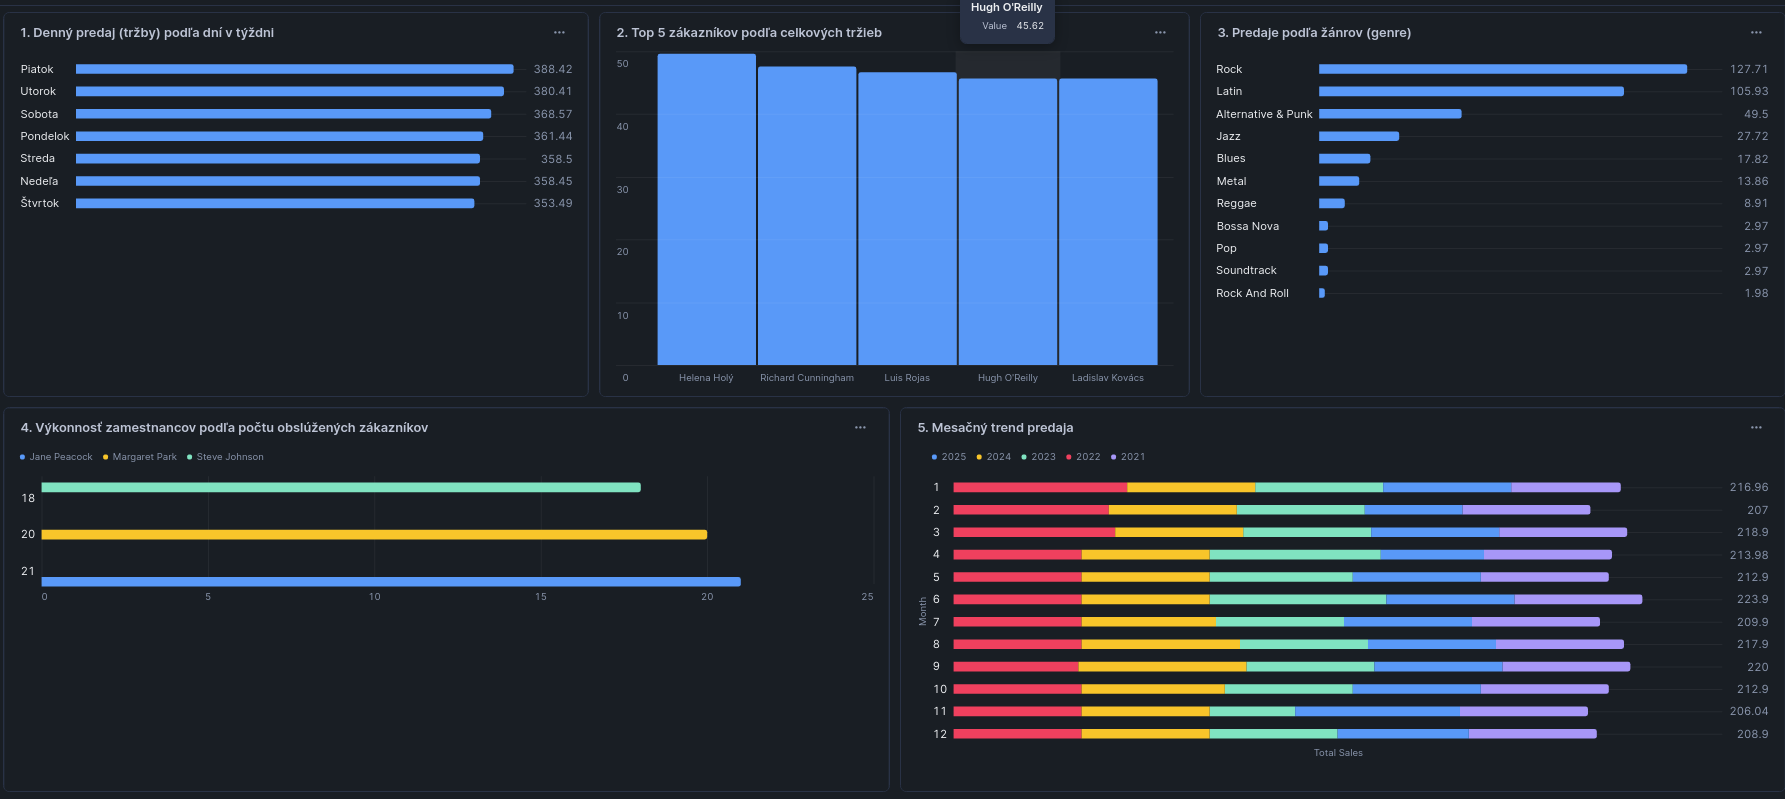 Hugh O'Reilly
Value 45.62
1. Denný predaj (tržby) podľa dní v týždni
Piatok 388.42
Utorok 380.41
Sobota 368.57
Pondelok 361.44
Streda 358.5
Nedeľa 358.45
Štvrtok 353.49
2. Top 5 zákazníkov podľa celkových tržieb
50
40
30
20
10
0
Helena Holý Richard Cunningham Luis Rojas Hugh O'Reilly Ladislav Kovács
3. Predaje podľa žánrov (genre)
Rock 127.71
Latin 105.93
Alternative & Punk 49.5
Jazz 27.72
Blues 17.82
Metal 13.86
Reggae 8.91
Bossa Nova 2.97
Pop 2.97
Soundtrack 2.97
Rock And Roll 1.98
4. Výkonnosť zamestnancov podľa počtu obslúžených zákazníkov
Jane Peacock Margaret Park Steve Johnson
18
20
21
0 5 10 15 20 25
5. Mesačný trend predaja
2025 2024 2023 2022 2021
1 216.96
2 207
3 218.9
4 213.98
5 212.9
6 223.9
Month
7 209.9
8 217.9
9 220
10 212.9
11 206.04
12 208.9
Total Sales